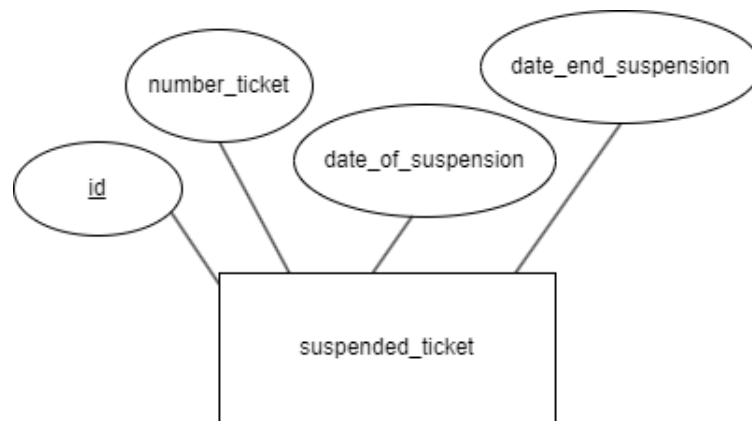 date_end_suspension
number_ticket
date_of_suspension
id
suspended_ticket